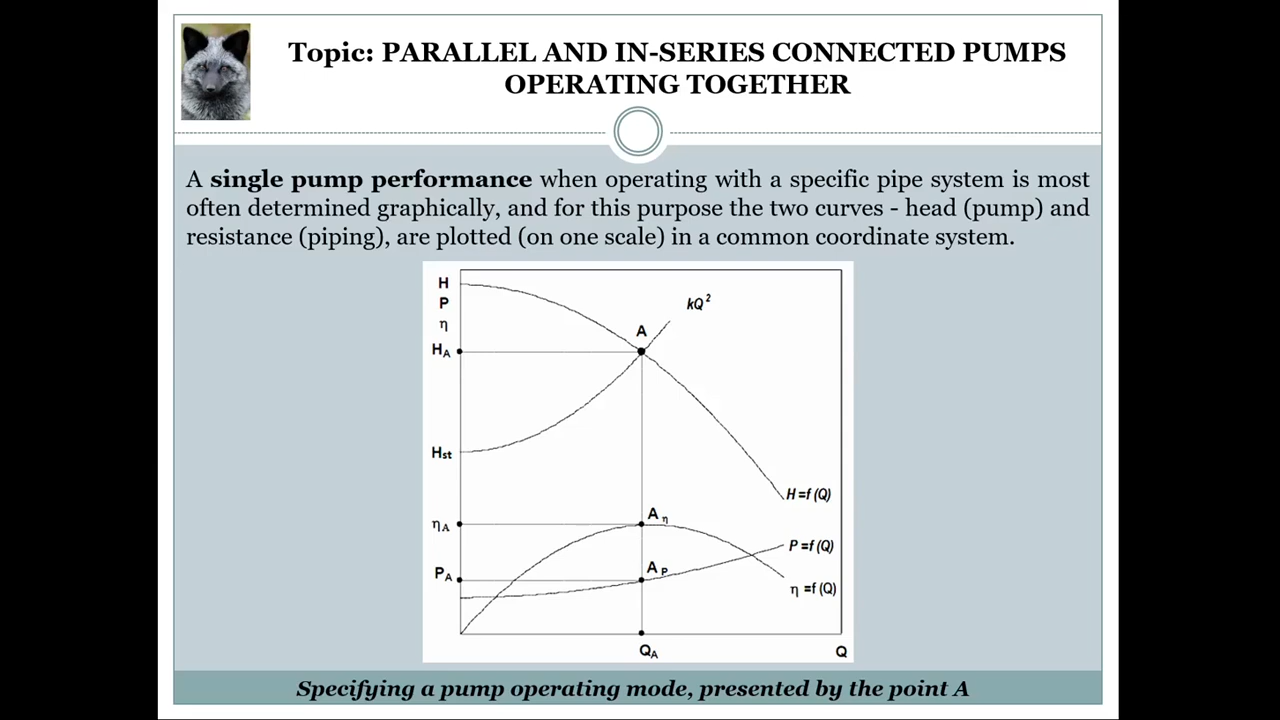 Topic: PARALLEL AND IN-SERIES CONNECTED PUMPS
OPERATING TOGETHER
A single pump performance when operating with a specific pipe system is most
often determined graphically, and for this purpose the two curves - head (pump) and
resistance (piping), are plotted (on one scale) in a common coordinate system.
H
P
η
kQ²
A
HA
Hst
H =f (Q)
ηA
Aη
P =f (Q)
PA
AP
η =f (Q)
QA
Q
Specifying a pump operating mode, presented by the point A